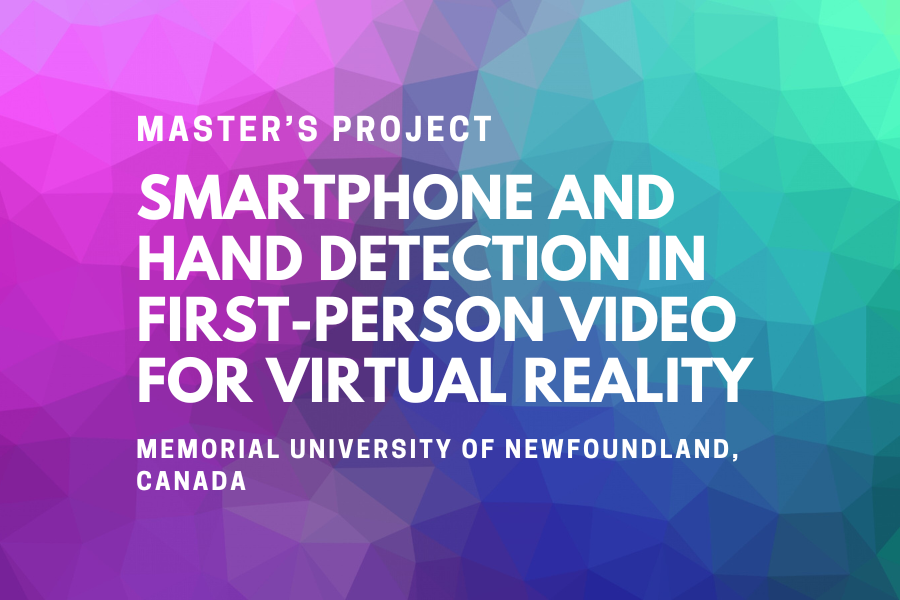 MASTER’S PROJECT
SMARTPHONE AND
HAND DETECTION IN
FIRST-PERSON VIDEO
FOR VIRTUAL REALITY
MEMORIAL UNIVERSITY OF NEWFOUNDLAND,
CANADA